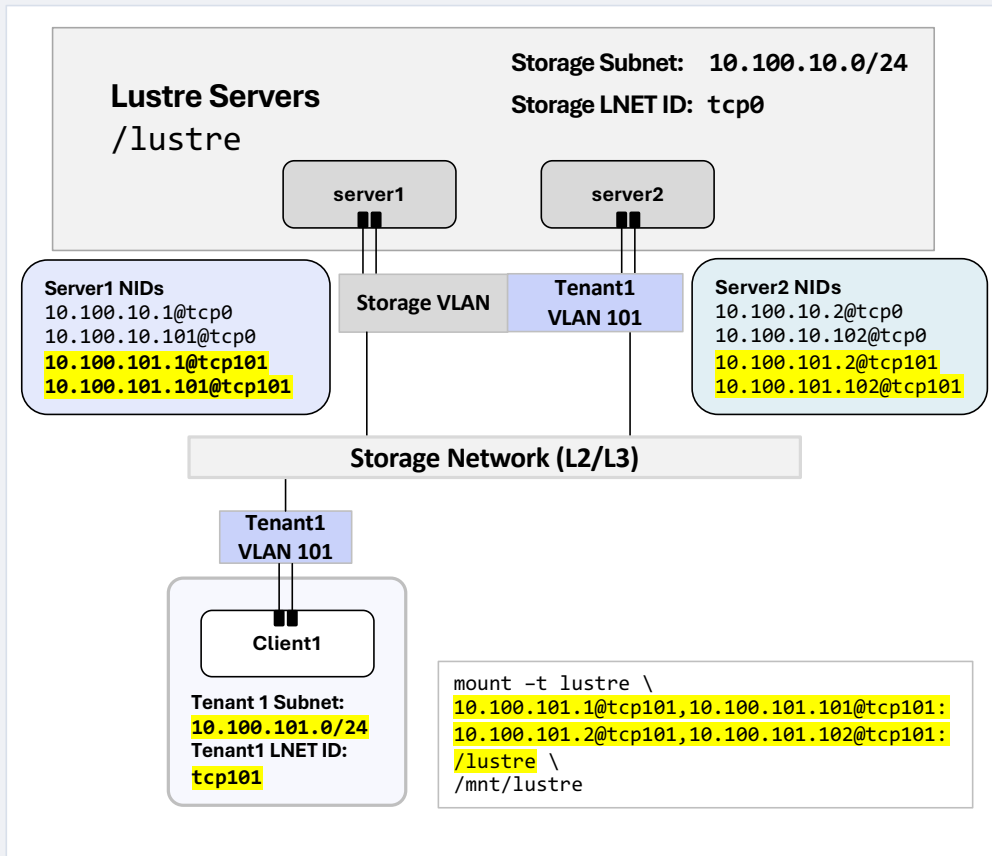 Lustre Servers
/lustre
Storage Subnet: 10.100.10.0/24
Storage LNET ID: tcp0
server1
server2
Server1 NIDs
10.100.10.1@tcp0
10.100.10.101@tcp0
10.100.101.1@tcp101
10.100.101.101@tcp101
Storage VLAN
Tenant1
VLAN 101
Server2 NIDs
10.100.10.2@tcp0
10.100.10.102@tcp0
10.100.101.2@tcp101
10.100.101.102@tcp101
Storage Network (L2/L3)
Tenant1
VLAN 101
Client1
Tenant 1 Subnet:
10.100.101.0/24
Tenant1 LNET ID:
tcp101
mount –t lustre \
10.100.101.1@tcp101,10.100.101.101@tcp101:
10.100.101.2@tcp101,10.100.101.102@tcp101:
/lustre \
/mnt/lustre